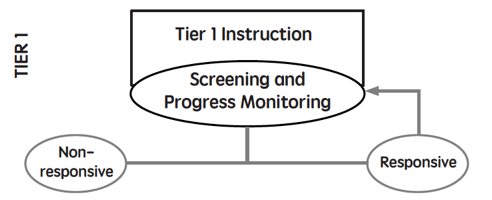 TIER 1
Tier 1 Instruction
Screening and
Progress Monitoring
Non-
responsive
Responsive